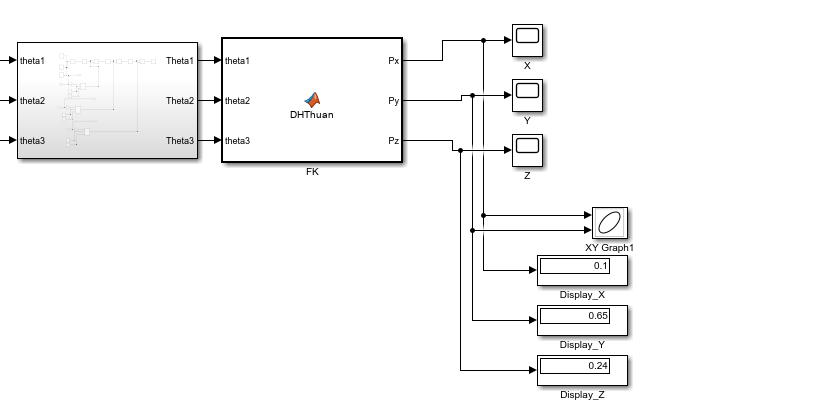 theta1
theta2
theta3
Theta1
Theta2
Theta3
theta1
theta2
theta3
DHThuan
Px
Py
Pz
FK
X
Y
Z
XY Graph1
0.1
Display_X
0.65
Display_Y
0.24
Display_Z